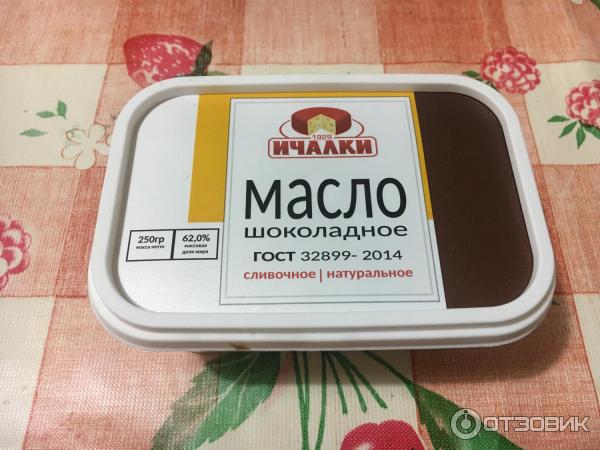 1929
ИЧАЛКИ
масло
шоколадное
ГОСТ 32899- 2014
сливочное | натуральное
250гр
масса нетто
62,0%
массовая
доля жира
ОТЗОВИК